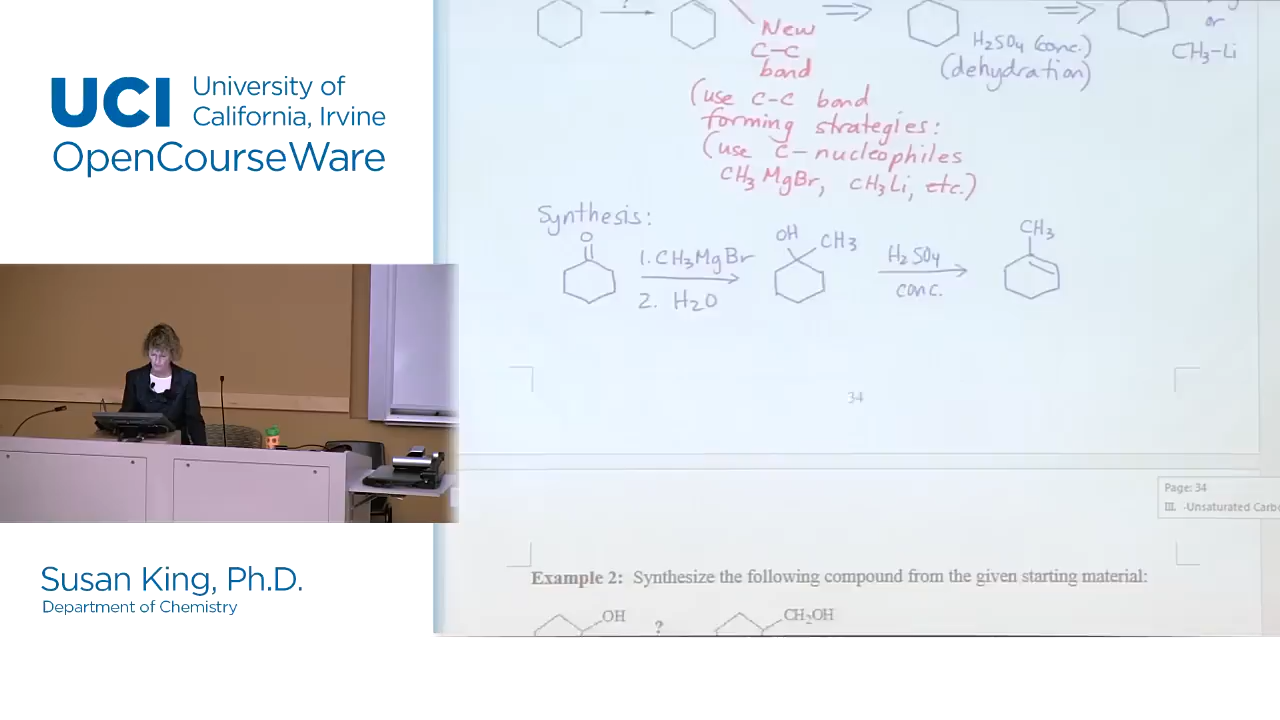 UCI University of
California, Irvine
OpenCourseWare
?
New
C-C
bond
H2SO4 (conc.)
(dehydration)
or
CH3-Li
(use C-C bond
forming strategies:
(use C-nucleophiles
CH3MgBr, CH3Li, etc.)
Synthesis:
O
1. CH3MgBr
2. H2O
OH CH3
H2SO4
conc.
CH3
34
Page: 34
III. -Unsaturated Carbo
Example 2: Synthesize the following compound from the given starting material:
OH ? CH2OH
Susan King, Ph.D.
Department of Chemistry